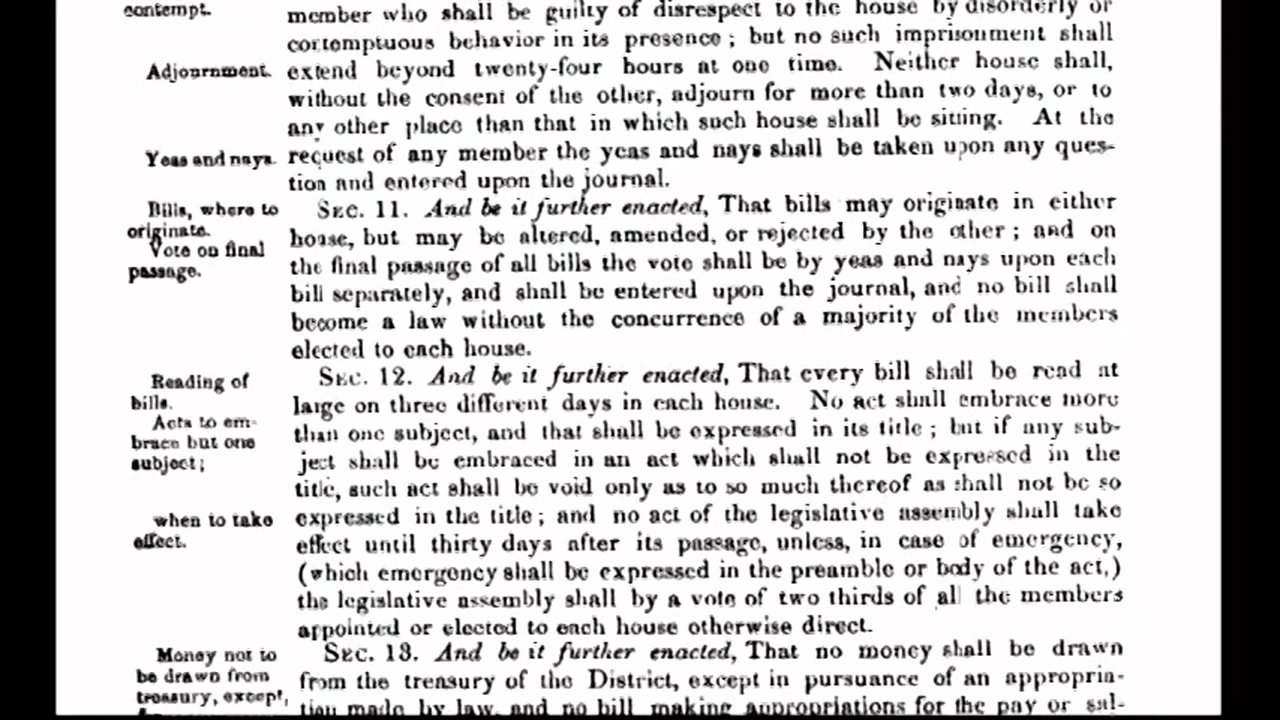 contempt.
member who shall be guilty of disrespect to the house by disorderly or
contemptuous behavior in its presence; but no such imprisonment shall
Adjournment. extend beyond twenty-four hours at one time. Neither house shall,
without the consent of the other, adjourn for more than two days, or to
any other place than that in which such house shall be sitting. At the
Yeas and nays. request of any member the yeas and nays shall be taken upon any ques-
tion and entered upon the journal.
Bills, where to
originate.
Vote on final
passage.
SEC. 11. And be it further enacted, That bills may originate in either
house, but may be altered, amended, or rejected by the other; and on
the final passage of all bills the vote shall be by yeas and nays upon each
bill separately, and shall be entered upon the journal, and no bill shall
become a law without the concurrence of a majority of the members
elected to each house.
Reading of
bills.
Acts to em-
brace but one
subject;
when to take
effect.
SEC. 12. And be it further enacted, That every bill shall be read at
large on three different days in each house. No act shall embrace more
than one subject, and that shall be expressed in its title; but if any sub-
ject shall be embraced in an act which shall not be expressed in the
title, such act shall be void only as to so much thereof as shall not be so
expressed in the title; and no act of the legislative assembly shall take
effect until thirty days after its passage, unless, in case of emergency,
(which emergency shall be expressed in the preamble or body of the act,)
the legislative assembly shall by a vote of two thirds of all the members
appointed or elected to each house otherwise direct.
Money not to
be drawn from
treasury, except,
SEC. 13. And be it further enacted, That no money shall be drawn
from the treasury of the District, except in pursuance of an appropria-
tion made by law, and no bill making appropriations for the pay or sal-